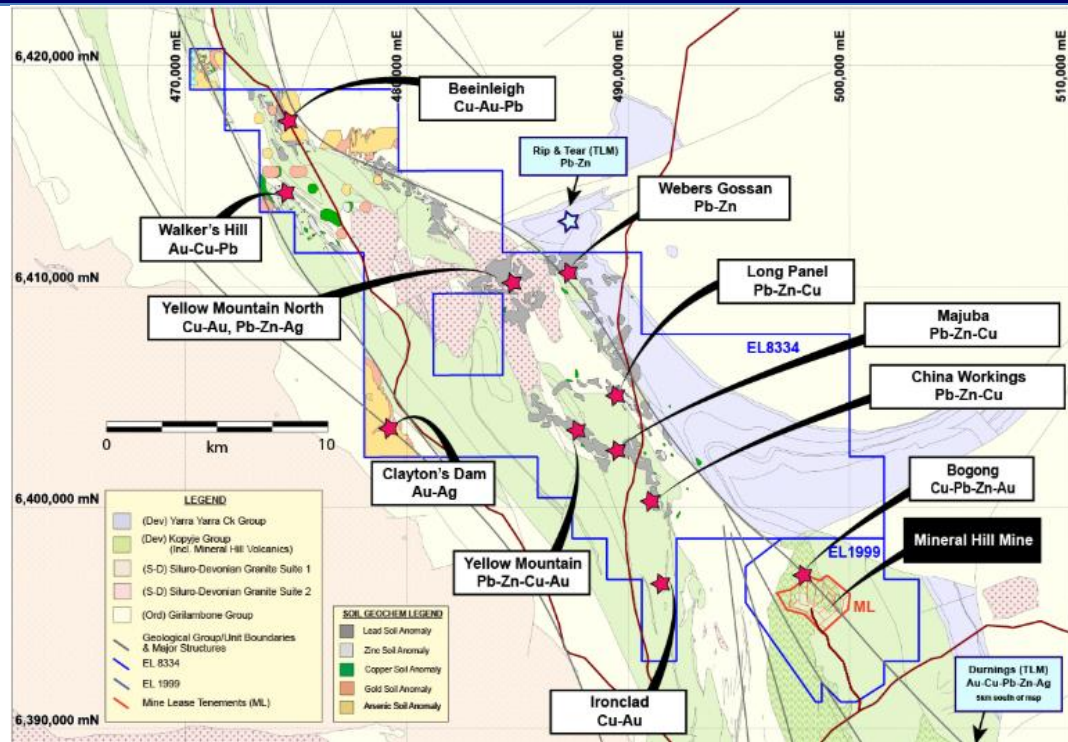 6,420,000 mN
470,000 mE
480,000 mE
490,000 mE
500,000 mE
510,000 mE
Beeinleigh
Cu-Au-Pb
Rip & Tear (TLM)
Pb-Zn
Webers Gossan
Pb-Zn
Walker's Hill
Au-Cu-Pb
6,410,000 mN
Long Panel
Pb-Zn-Cu
Yellow Mountain North
Cu-Au, Pb-Zn-Ag
Majuba
Pb-Zn-Cu
EL8334
China Workings
Pb-Zn-Cu
0
10
km
Clayton's Dam
Au-Ag
Bogong
Cu-Pb-Zn-Au
6,400,000 mN
Mineral Hill Mine
EL1999
Yellow Mountain
Pb-Zn-Cu-Au
ML
Ironclad
Cu-Au
Durnings (TLM)
Au-Cu-Pb-Zn-Ag
5km south of map
6,390,000 mN
LEGEND
(Dev) Yarra Yarra Ck Group
(Dev) Kopyje Group
(Incl. Mineral Hill Volcanics)
(S-D) Siluro-Devonian Granite Suite 1
(S-D) Siluro-Devonian Granite Suite 2
(Ord) Girilambone Group
Geological Group/Unit Boundaries
& Major Structures
EL 8334
EL 1999
Mine Lease Tenements (ML)
SOIL GEOCHEM LEGEND
Lead Soil Anomaly
Zinc Soil Anomaly
Copper Soil Anomaly
Gold Soil Anomaly
Arsenic Soil Anomaly